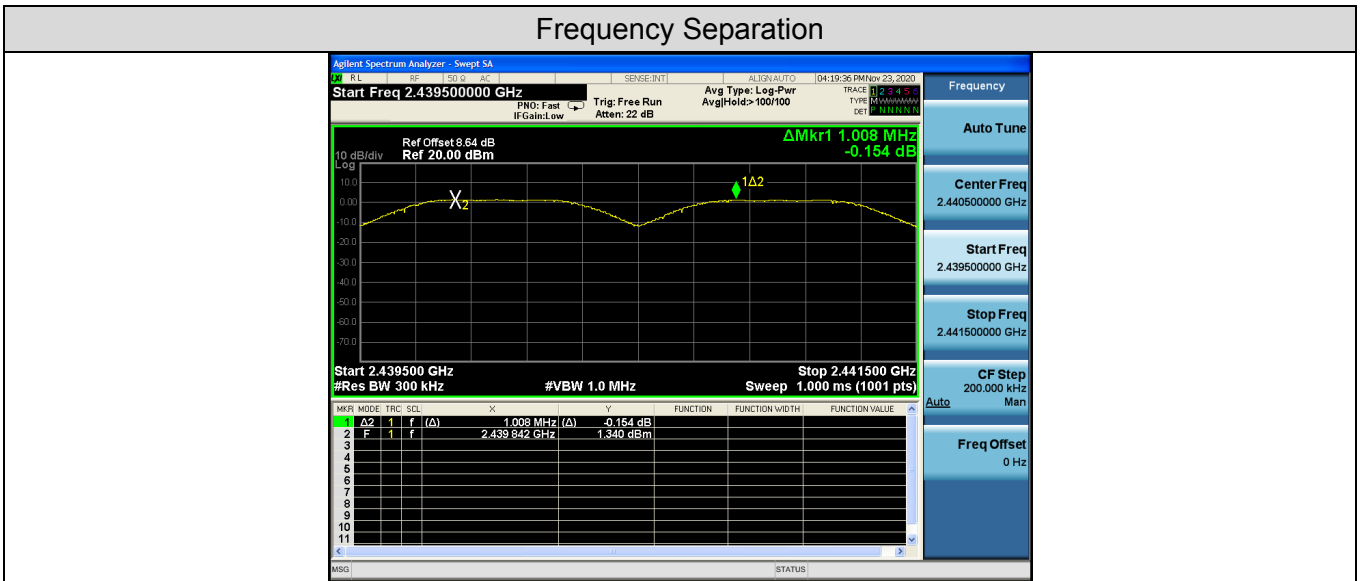 Frequency Separation
Agilent Spectrum Analyzer - Swept SA
LXI RL RF 50 Ω AC SENSE:INT ALIGN AUTO 04:19:36 PM Nov 23, 2020
Start Freq 2.439500000 GHz
PNO: Fast
IFGain:Low
Trig: Free Run
Atten: 22 dB
Avg Type: Log-Pwr
Avg|Hold:>100/100
TRACE 1 2 3 4 5 6
TYPE MWWWWW
DET P N N N N N
ΔMkr1 1.008 MHz
-0.154 dB
Ref Offset 8.64 dB
10 dB/div Ref 20.00 dBm
Log
10.0
0.00
-10.0
-20.0
-30.0
-40.0
-50.0
-60.0
-70.0
X2
1Δ2
Start 2.439500 GHz Stop 2.441500 GHz
#Res BW 300 kHz #VBW 1.0 MHz Sweep 1.000 ms (1001 pts)
MKR MODE TRC SCL X Y FUNCTION FUNCTION WIDTH FUNCTION VALUE
1 Δ2 1 f (Δ) 1.008 MHz (Δ) -0.154 dB
2 F 1 f 2.439 842 GHz 1.340 dBm
3
4
5
6
7
8
9
10
11
MSG STATUS
Frequency
Auto Tune
Center Freq
2.440500000 GHz
Start Freq
2.439500000 GHz
Stop Freq
2.441500000 GHz
CF Step
200.000 kHz
Auto Man
Freq Offset
0 Hz